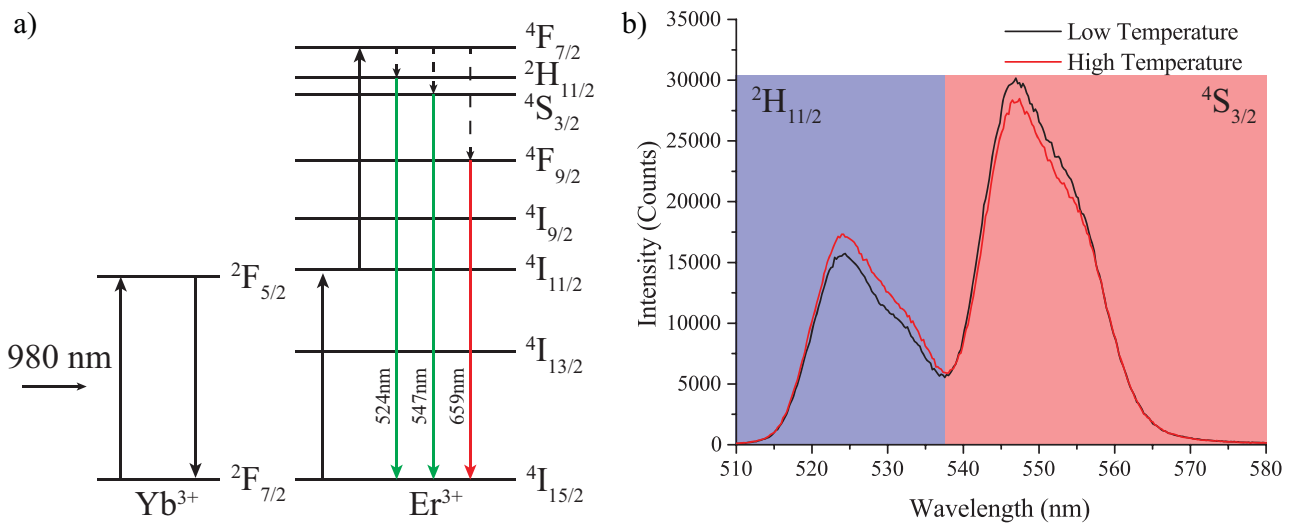 a)
⁴F₇/₂
²H₁₁/₂
⁴S₃/₂
⁴F₉/₂
⁴I₉/₂
²F₅/₂
⁴I₁₁/₂
980 nm
⁴I₁₃/₂
524nm
547nm
659nm
²F₇/₂
⁴I₁₅/₂
Yb³⁺
Er³⁺
b)
Low Temperature
High Temperature
²H₁₁/₂
⁴S₃/₂
Intensity (Counts)
35000
30000
25000
20000
15000
10000
5000
0
510 520 530 540 550 560 570 580
Wavelength (nm)